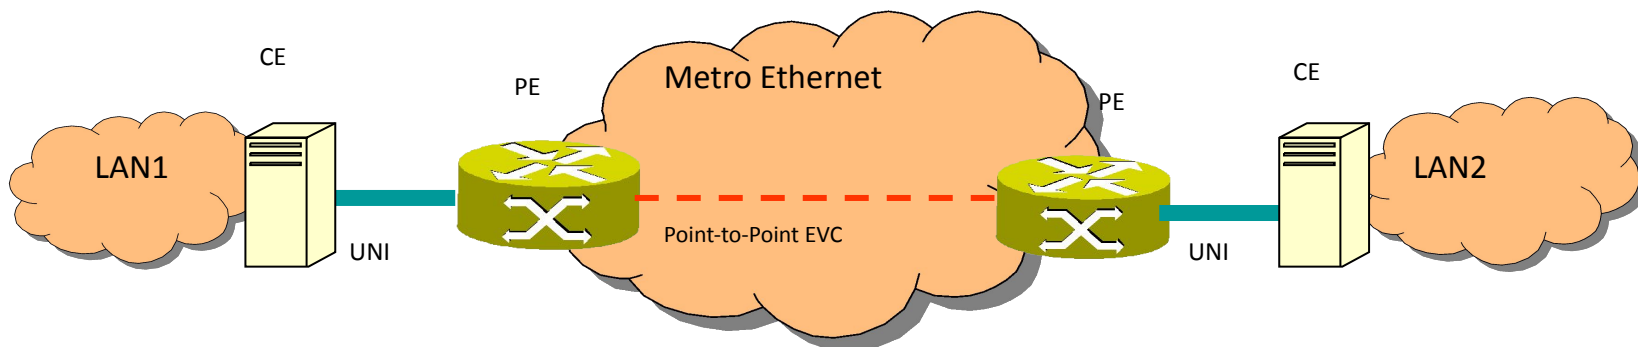 CE
PE
Metro Ethernet
PE
CE
LAN1
LAN2
UNI
Point-to-Point EVC
UNI